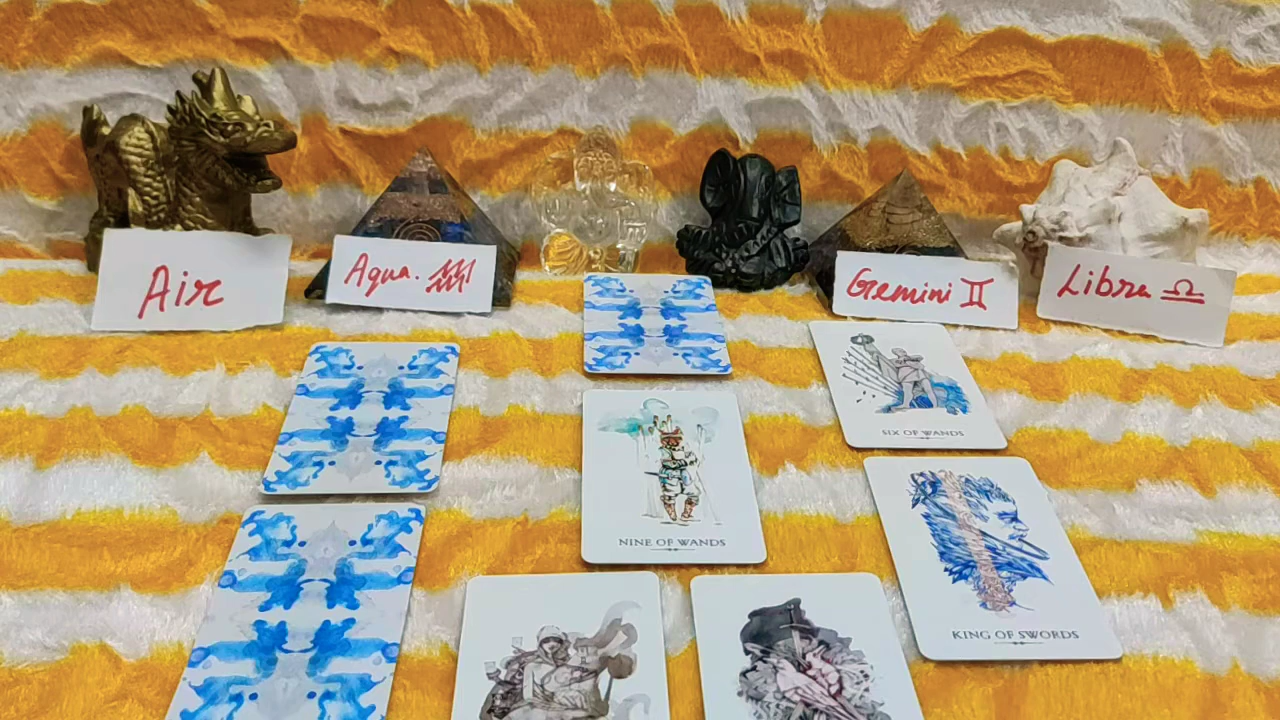 Air
Aqua. ♒
Gemini ♊
Libra ♎
SIX OF WANDS
NINE OF WANDS
KING OF SWORDS